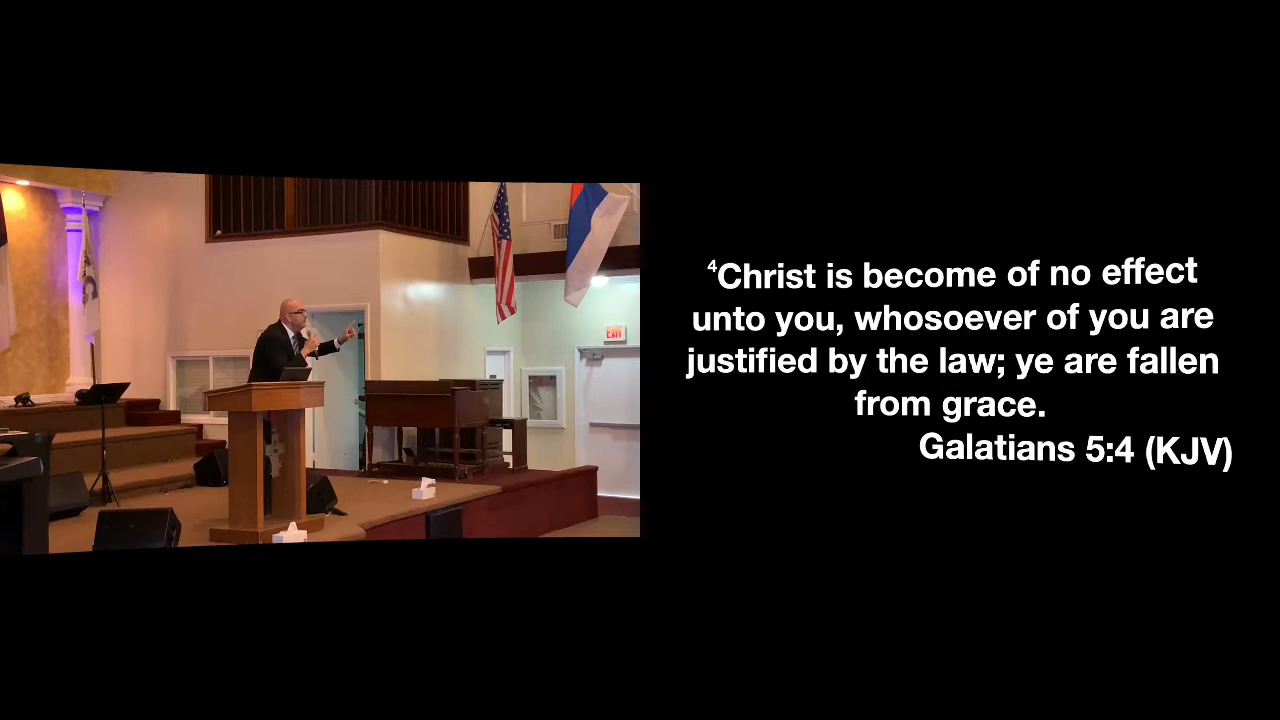 EXIT
⁴Christ is become of no effect
unto you, whosoever of you are
justified by the law; ye are fallen
from grace.
Galatians 5:4 (KJV)